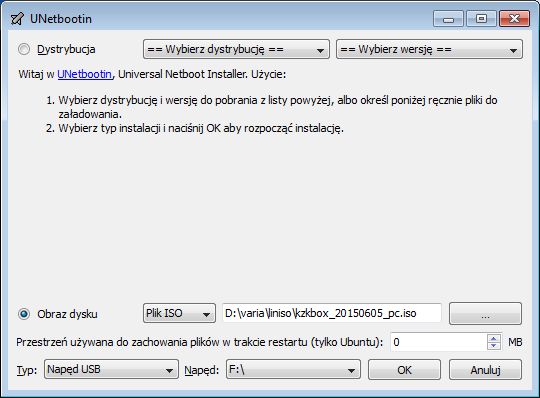 UNetbootin
Dystrybucja == Wybierz dystrybucję == == Wybierz wersję ==
Witaj w UNetbootin, Universal Netboot Installer. Użycie:
1. Wybierz dystrybucję i wersję do pobrania z listy powyżej, albo określ poniżej ręcznie pliki do
załadowania.
2. Wybierz typ instalacji i naciśnij OK aby rozpocząć instalację.
Obraz dysku Plik ISO D:\varia\liniso\kzkbox_20150605_pc.iso ...
Przestrzeń używana do zachowania plików w trakcie restartu (tylko Ubuntu): 0 MB
Typ: Napęd USB Napęd: F:\ OK Anuluj